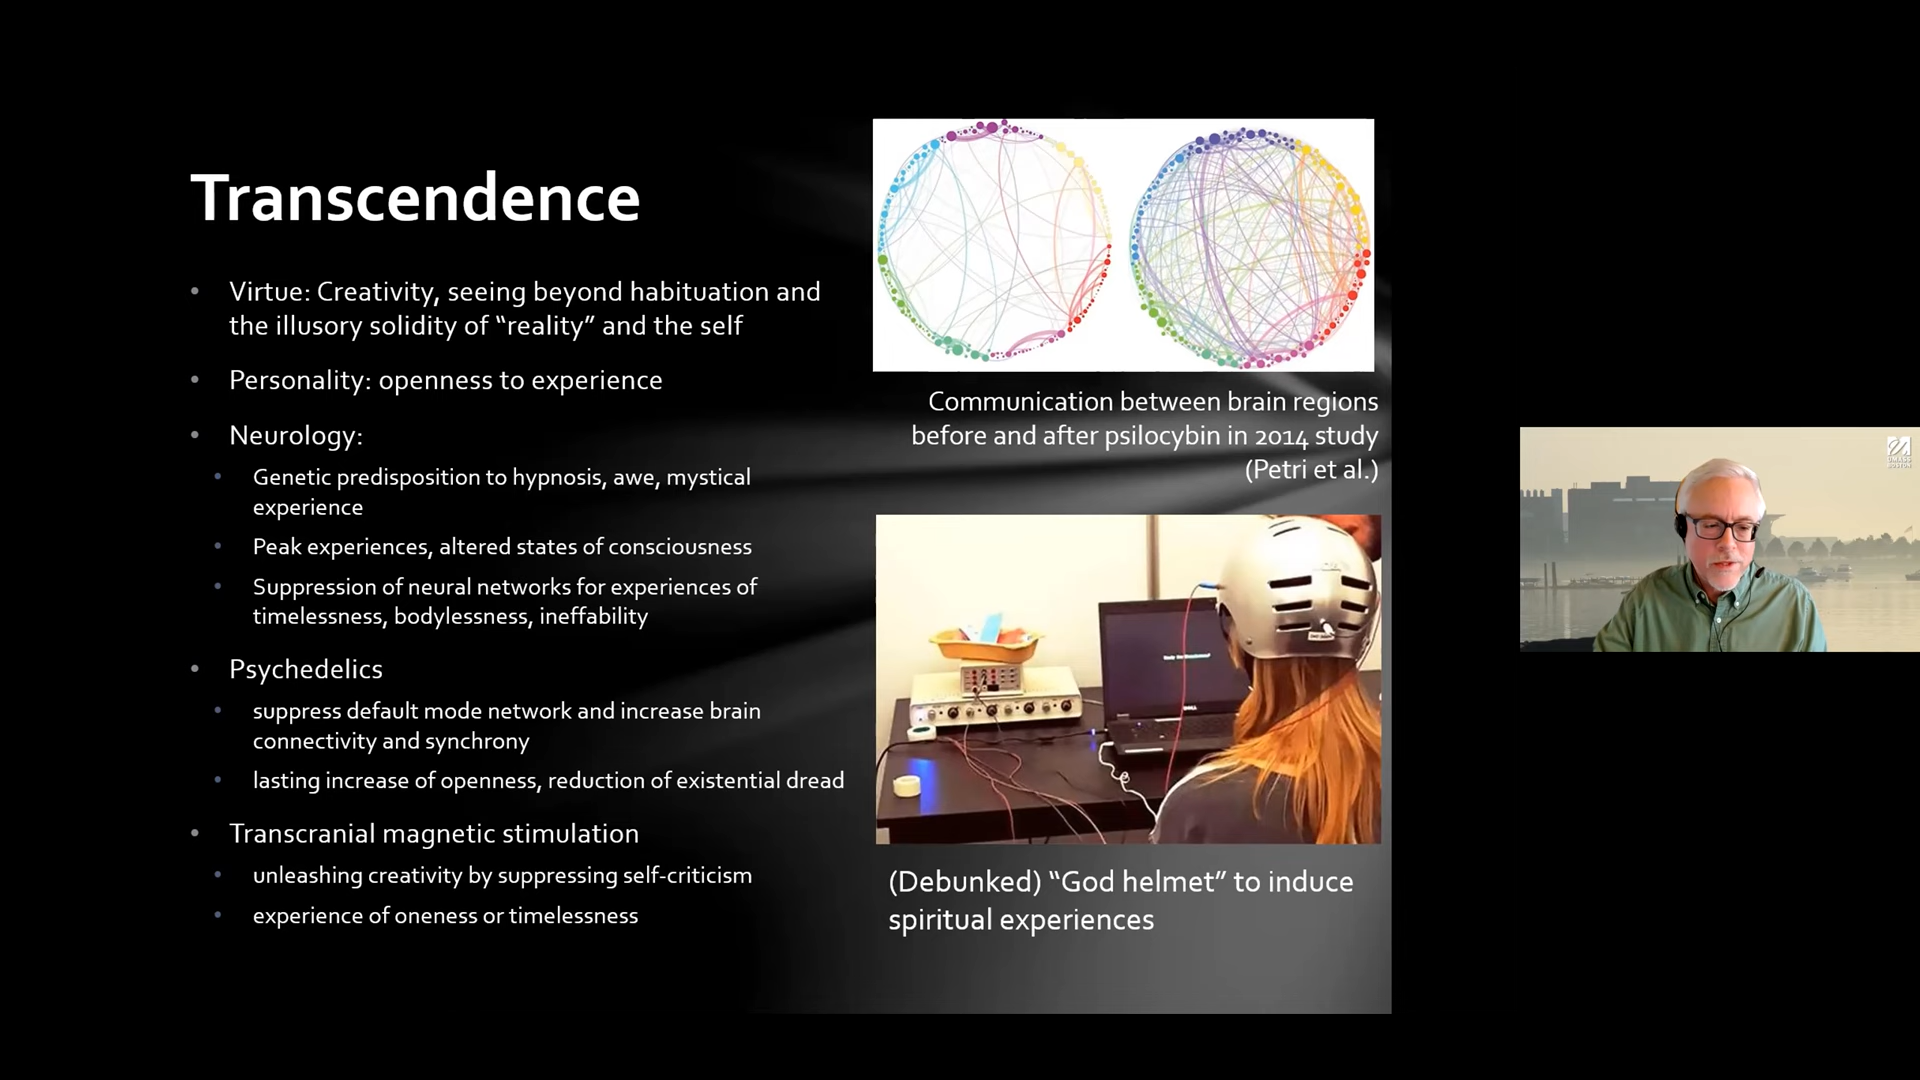 Transcendence
• Virtue: Creativity, seeing beyond habituation and
the illusory solidity of “reality” and the self
• Personality: openness to experience
• Neurology:
• Genetic predisposition to hypnosis, awe, mystical
experience
• Peak experiences, altered states of consciousness
• Suppression of neural networks for experiences of
timelessness, bodylessness, ineffability
• Psychedelics
• suppress default mode network and increase brain
connectivity and synchrony
• lasting increase of openness, reduction of existential dread
• Transcranial magnetic stimulation
• unleashing creativity by suppressing self-criticism
• experience of oneness or timelessness
Communication between brain regions
before and after psilocybin in 2014 study
(Petri et al.)
DELL
(Debunked) “God helmet” to induce
spiritual experiences
UMASS
BOSTON